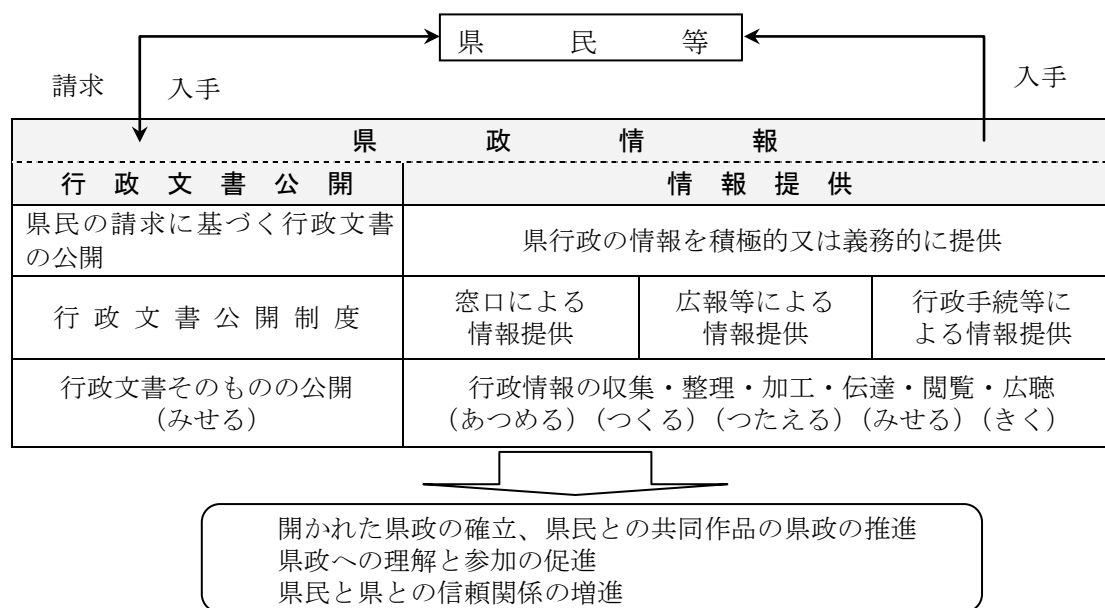 県民等
請求
入手
入手
県政情報
行政文書公開
情報提供
県民の請求に基づく行政文書
の公開
県行政の情報を積極的又は義務的に提供
行政文書公開制度
窓口による
情報提供
広報等による
情報提供
行政手続等に
よる情報提供
行政文書そのものの公開
(みせる)
行政情報の収集・整理・加工・伝達・閲覧・広聴
(あつめる)(つくる)(つたえる)(みせる)(きく)
開かれた県政の確立、県民との共同作品の県政の推進
県政への理解と参加の促進
県民と県との信頼関係の増進